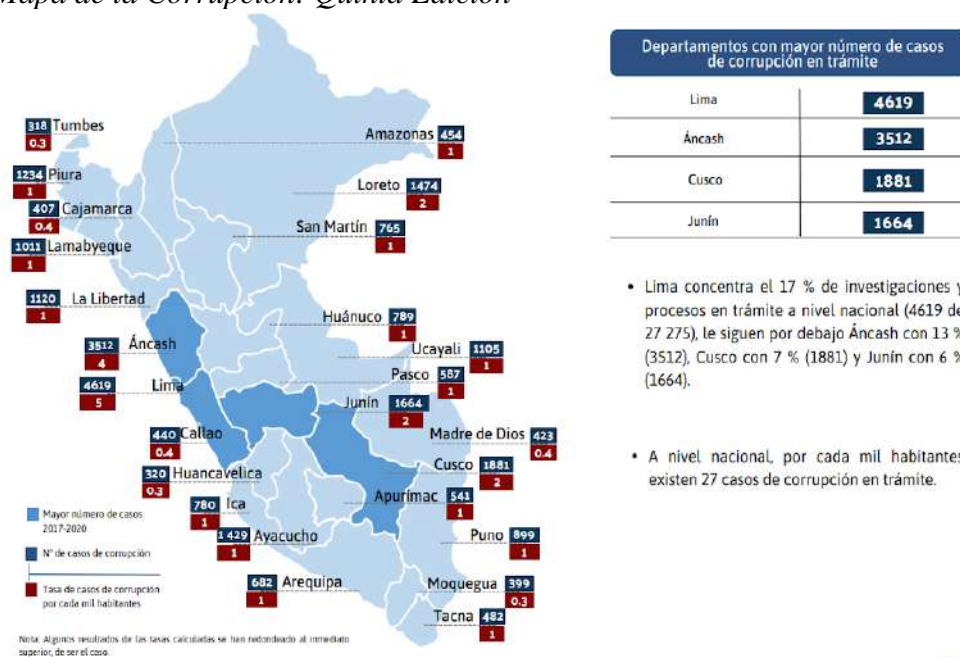 Mapa de la Corrupción: Quinta Edición
318 Tumbes
0.3
1234 Piura
1
407 Cajamarca
0.4
1011 Lamabyeque
1
1120 La Libertad
1
3512 Áncash
4
4619 Lima
5
440 Callao
0.4
320 Huancavelica
0.3
780 Ica
1
1 429 Ayacucho
1
682 Arequipa
1
Amazonas 454
1
Loreto 1474
2
San Martín 765
1
Huánuco 789
1
Ucayali 1105
1
Pasco 587
1
Junín 1664
2
Madre de Dios 423
0.4
Cusco 1881
2
Apurímac 541
1
Puno 899
1
Moquegua 399
0.3
Tacna 482
1
Mayor número de casos
2017-2020
N° de casos de corrupción
Tasa de casos de corrupción
por cada mil habitantes
Nota: Algunos resultados de las tasas calculadas se han redondeado al inmediato
superior, de ser el caso.
Departamentos con mayor número de casos
de corrupción en trámite
Lima 4619
Áncash 3512
Cusco 1881
Junín 1664
• Lima concentra el 17 % de investigaciones y
procesos en trámite a nivel nacional (4619 de
27 275), le siguen por debajo Áncash con 13 %
(3512), Cusco con 7 % (1881) y Junín con 6 %
(1664).
• A nivel nacional, por cada mil habitantes
existen 27 casos de corrupción en trámite.